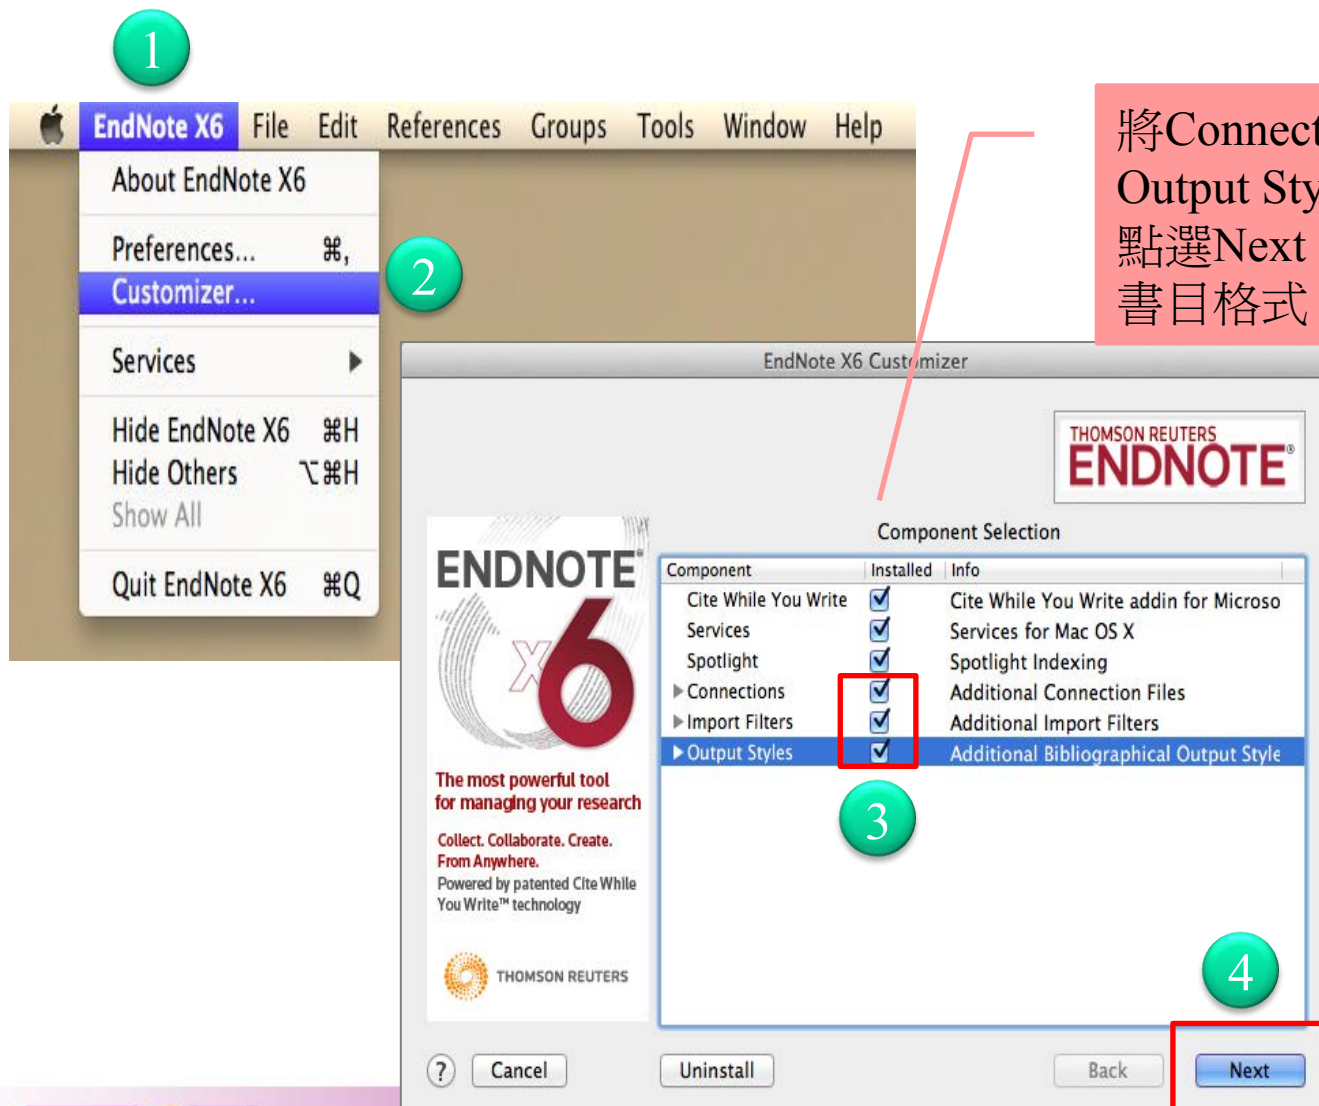 1
EndNote X6 File Edit References Groups Tools Window Help
About EndNote X6
Preferences... ⌘,
Customizer...
2
Services ▶
Hide EndNote X6 ⌘H
Hide Others ⌥⌘H
Show All
Quit EndNote X6 ⌘Q
將Connect
Output Sty
點選Next
書目格式
EndNote X6 Customizer
THOMSON REUTERS
ENDNOTE®
ENDNOTE®
X6
The most powerful tool
for managing your research
Collect. Collaborate. Create.
From Anywhere.
Powered by patented Cite While
You Write™ technology
THOMSON REUTERS
Component Selection
Component Installed Info
Cite While You Write Cite While You Write addin for Microso
Services Services for Mac OS X
Spotlight Spotlight Indexing
Connections Additional Connection Files
Import Filters Additional Import Filters
Output Styles Additional Bibliographical Output Style
3
4
? Cancel Uninstall Back Next